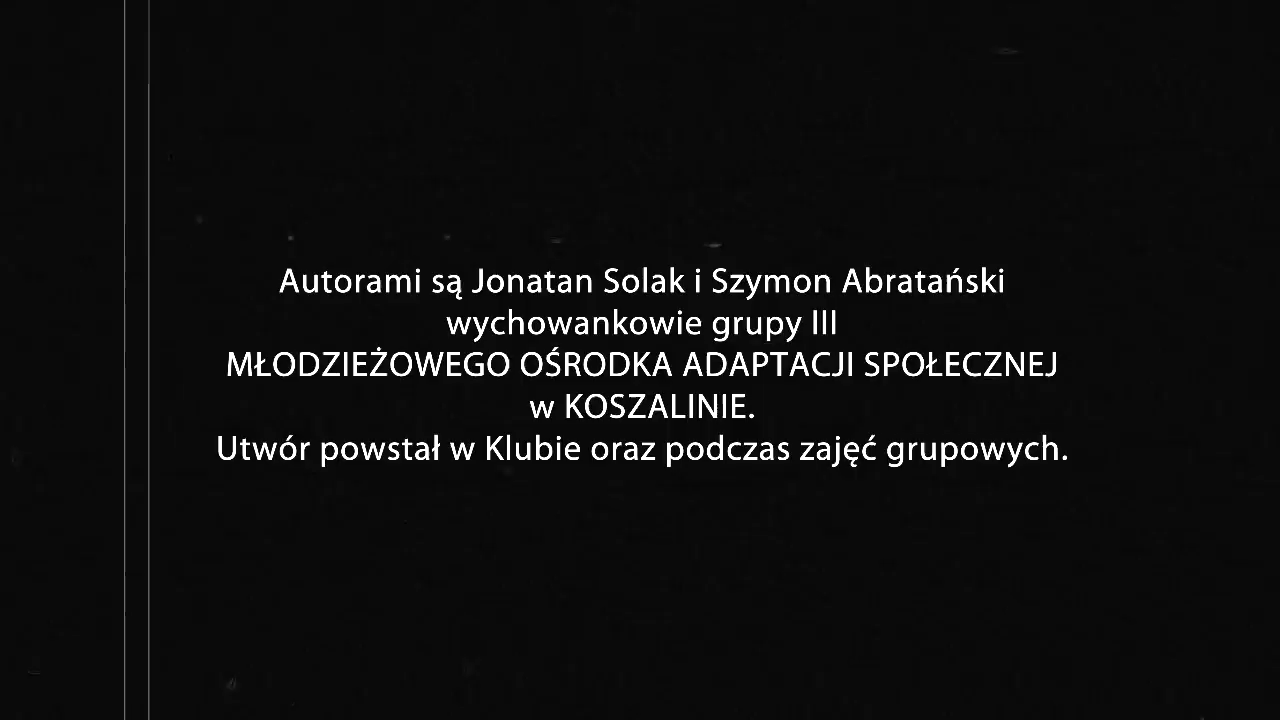 Autorami są Jonatan Solak i Szymon Abratański
wychowankowie grupy III
MŁODZIEŻOWEGO OŚRODKA ADAPTACJI SPOŁECZNEJ
w KOSZALINIE.
Utwór powstał w Klubie oraz podczas zajęć grupowych.